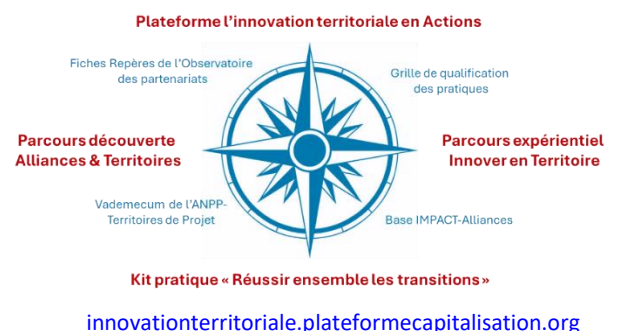 Plateforme l’innovation territoriale en Actions
Fiches Repères de l’Observatoire
des partenariats
Grille de qualification
des pratiques
Parcours découverte
Alliances & Territoires
Parcours expérientiel
Innover en Territoire
Vademecum de l’ANPP-
Territoires de Projet
Base IMPACT-Alliances
Kit pratique « Réussir ensemble les transitions »
innovationterritoriale.plateformecapitalisation.org